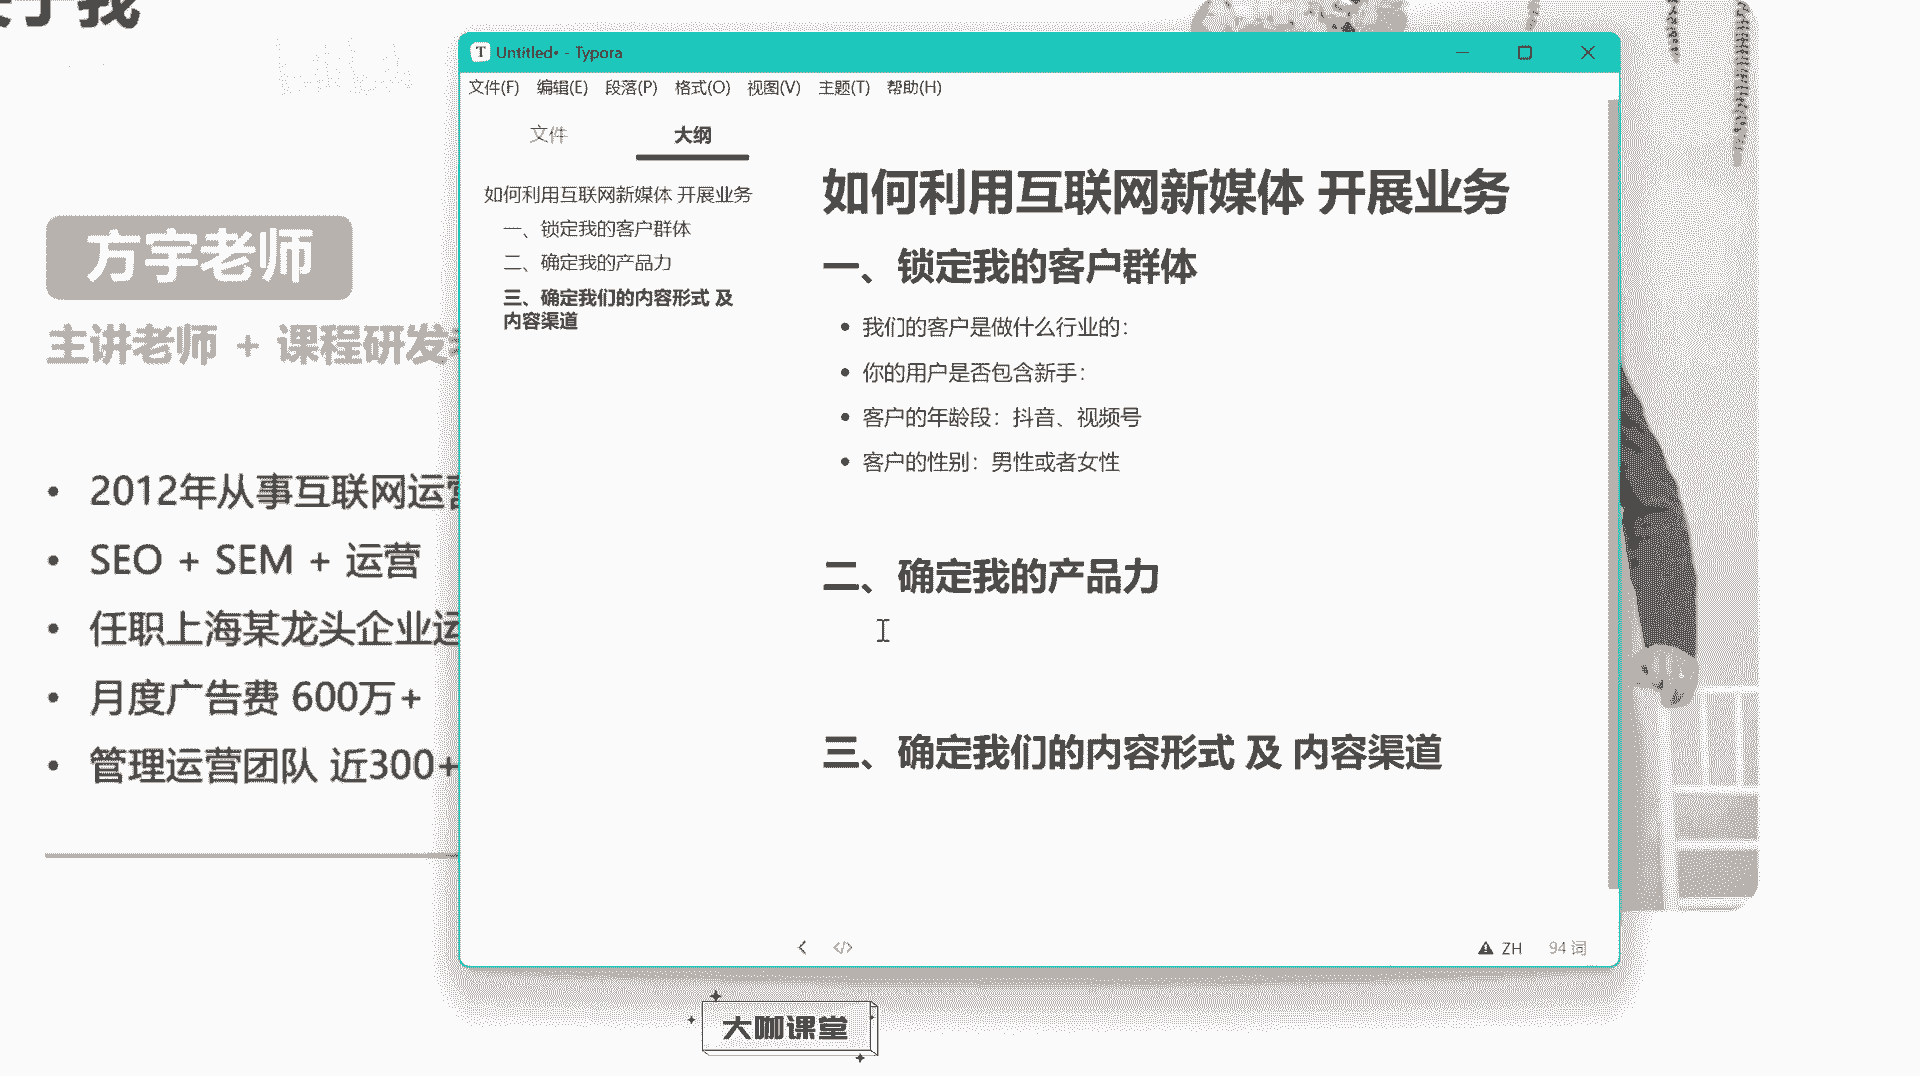 于我
方宇老师
主讲老师 + 课程研发
• 2012年从事互联网运营
• SEO + SEM + 运营
• 任职上海某龙头企业运
• 月度广告费 600万+
• 管理运营团队 近300+
Untitled• - Typora
文件(F) 编辑(E) 段落(P) 格式(O) 视图(V) 主题(T) 帮助(H)
文件 大纲
如何利用互联网新媒体 开展业务
一、锁定我的客户群体
二、确定我的产品力
三、确定我们的内容形式 及
内容渠道
如何利用互联网新媒体 开展业务
一、锁定我的客户群体
• 我们的客户是做什么行业的：
• 你的用户是否包含新手：
• 客户的年龄段：抖音、视频号
• 客户的性别：男性或者女性
二、确定我的产品力
三、确定我们的内容形式 及 内容渠道
ZH 94 词
大咖课堂